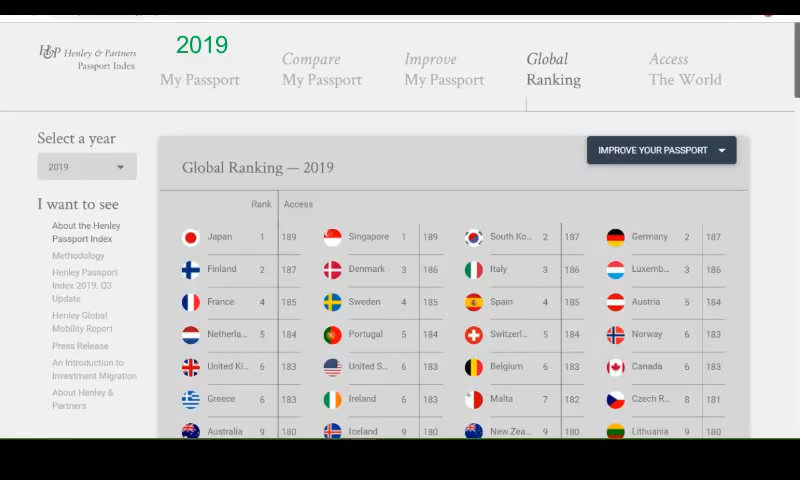 2019
H&P Henley & Partners
Passport Index
My Passport
Compare
My Passport
Improve
My Passport
Global
Ranking
Access
The World
Select a year
2019
I want to see
About the Henley
Passport Index
Methodology
Henley Passport
Index 2019: Q3
Update
Henley Global
Mobility Report
Press Release
An Introduction to
Investment Migration
About Henley &
Partners
IMPROVE YOUR PASSPORT
Global Ranking — 2019
Rank Access
Japan 1 189 Singapore 1 189 South Ko... 2 187 Germany 2 187
Finland 2 187 Denmark 3 186 Italy 3 186 Luxemb... 3 186
France 4 185 Sweden 4 185 Spain 4 185 Austria 5 184
Netherla... 5 184 Portugal 5 184 Switzerl... 5 184 Norway 6 183
United Ki... 6 183 United S... 6 183 Belgium 6 183 Canada 6 183
Greece 6 183 Ireland 6 183 Malta 7 182 Czech R... 8 181
Australia 9 180 Iceland 9 180 New Zea... 9 180 Lithuania 9 180